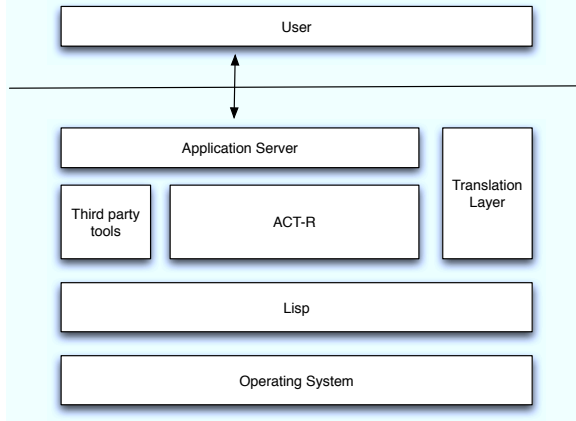 User
Application Server
Translation
Layer
Third party
tools
ACT-R
Lisp
Operating System